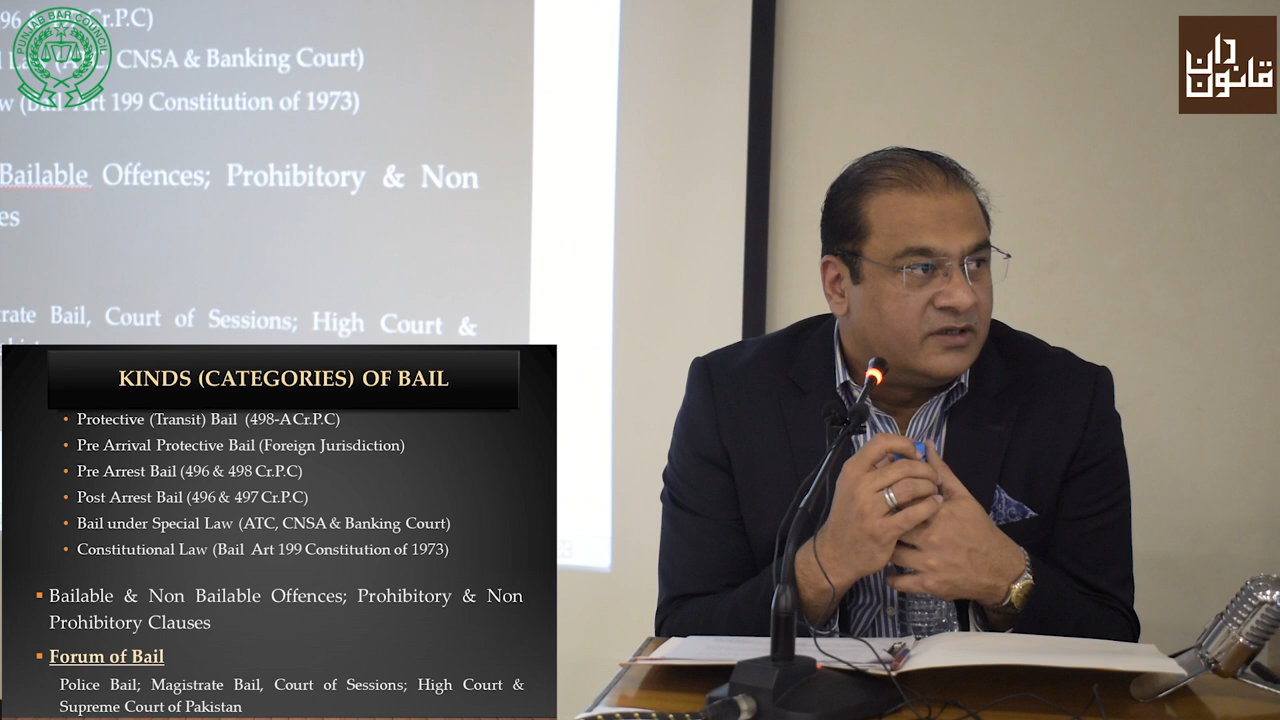 96 & Cr.P.C)
CNSA & Banking Court)
w (Bail Art 199 Constitution of 1973)
Bailable Offences; Prohibitory & Non
es
rate Bail, Court of Sessions; High Court &
PUNJAB BAR COUNCIL
قانون دان
KINDS (CATEGORIES) OF BAIL
• Protective (Transit) Bail (498-A Cr.P.C)
• Pre Arrival Protective Bail (Foreign Jurisdiction)
• Pre Arrest Bail (496 & 498 Cr.P.C)
• Post Arrest Bail (496 & 497 Cr.P.C)
• Bail under Special Law (ATC, CNSA & Banking Court)
• Constitutional Law (Bail Art 199 Constitution of 1973)
▪ Bailable & Non Bailable Offences; Prohibitory & Non
Prohibitory Clauses
▪ Forum of Bail
Police Bail; Magistrate Bail, Court of Sessions; High Court &
Supreme Court of Pakistan